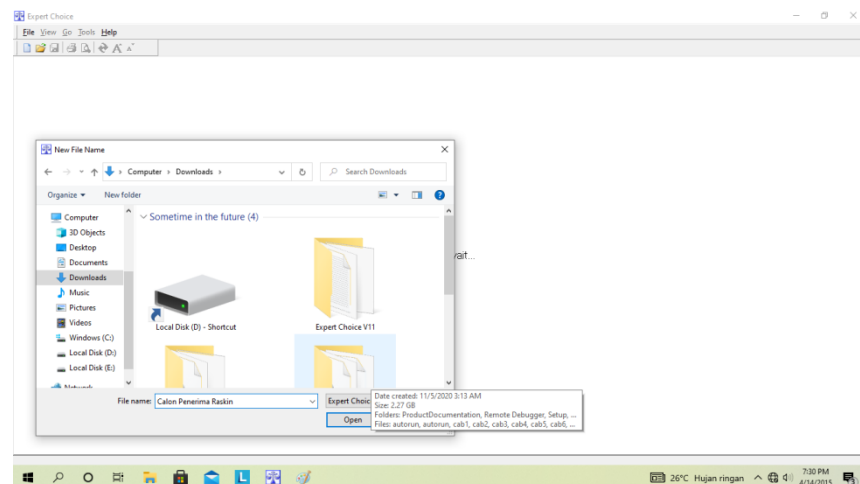 Expert Choice
File View Go Tools Help
New File Name
Computer › Downloads ›
Search Downloads
Organize New folder
Computer
3D Objects
Desktop
Documents
Downloads
Music
Pictures
Videos
Windows (C:)
Local Disk (D:)
Local Disk (E:)
Network
Sometime in the future (4)
Local Disk (D) - Shortcut
Expert Choice V11
File name: Calon Penerima Raskin
Expert Choic
Open
Date created: 11/5/2020 3:13 AM
Size: 2.27 GB
Folders: ProductDocumentation, Remote Debugger, Setup, ...
Files: autorun, autorun, cab1, cab2, cab3, cab4, cab5, cab6, ...
vait...
26°C Hujan ringan
7:30 PM
4/14/2015